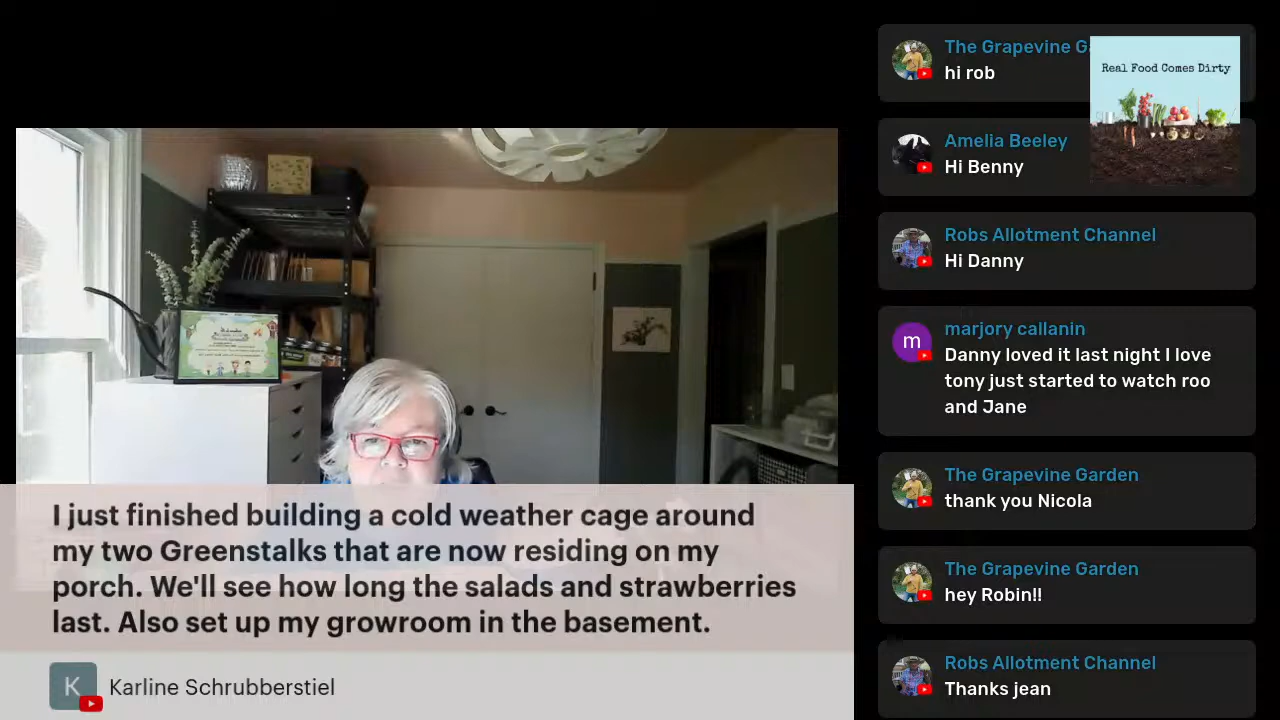 I just finished building a cold weather cage around
my two Greenstalks that are now residing on my
porch. We'll see how long the salads and strawberries
last. Also set up my growroom in the basement.
K
Karline Schrubberstiel
The Grapevine
hi rob
Real Food Comes Dirty
Amelia Beeley
Hi Benny
Robs Allotment Channel
Hi Danny
m
marjory callanin
Danny loved it last night I love
tony just started to watch roo
and Jane
The Grapevine Garden
thank you Nicola
The Grapevine Garden
hey Robin!!
Robs Allotment Channel
Thanks jean